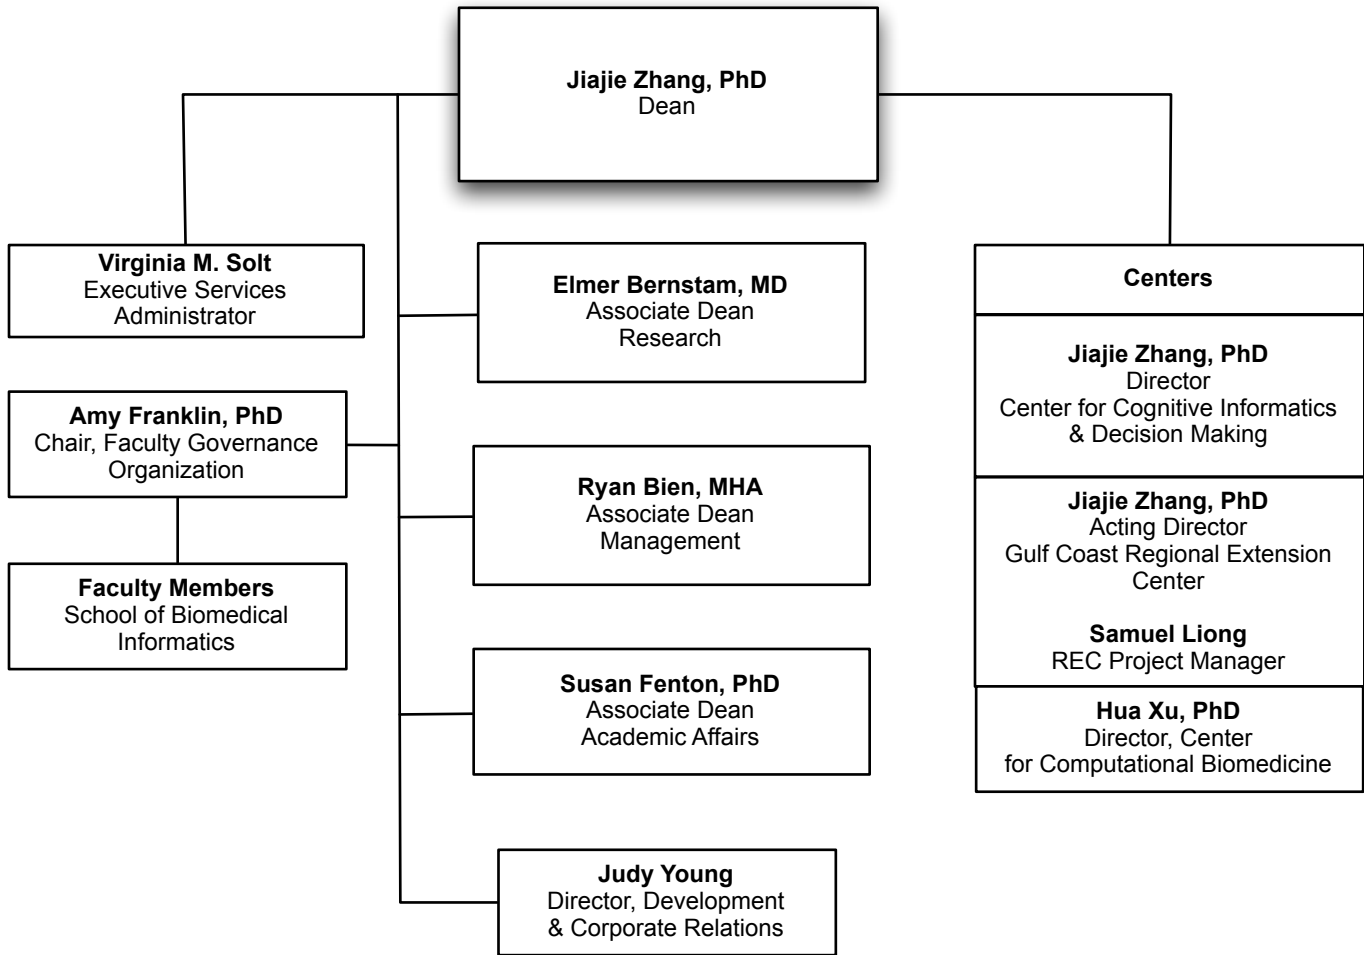 Jiajie Zhang, PhD
Dean
Virginia M. Solt
Executive Services
Administrator
Amy Franklin, PhD
Chair, Faculty Governance
Organization
Faculty Members
School of Biomedical
Informatics
Elmer Bernstam, MD
Associate Dean
Research
Ryan Bien, MHA
Associate Dean
Management
Susan Fenton, PhD
Associate Dean
Academic Affairs
Judy Young
Director, Development
& Corporate Relations
Centers
Jiajie Zhang, PhD
Director
Center for Cognitive Informatics
& Decision Making
Jiajie Zhang, PhD
Acting Director
Gulf Coast Regional Extension
Center
Samuel Liong
REC Project Manager
Hua Xu, PhD
Director, Center
for Computational Biomedicine